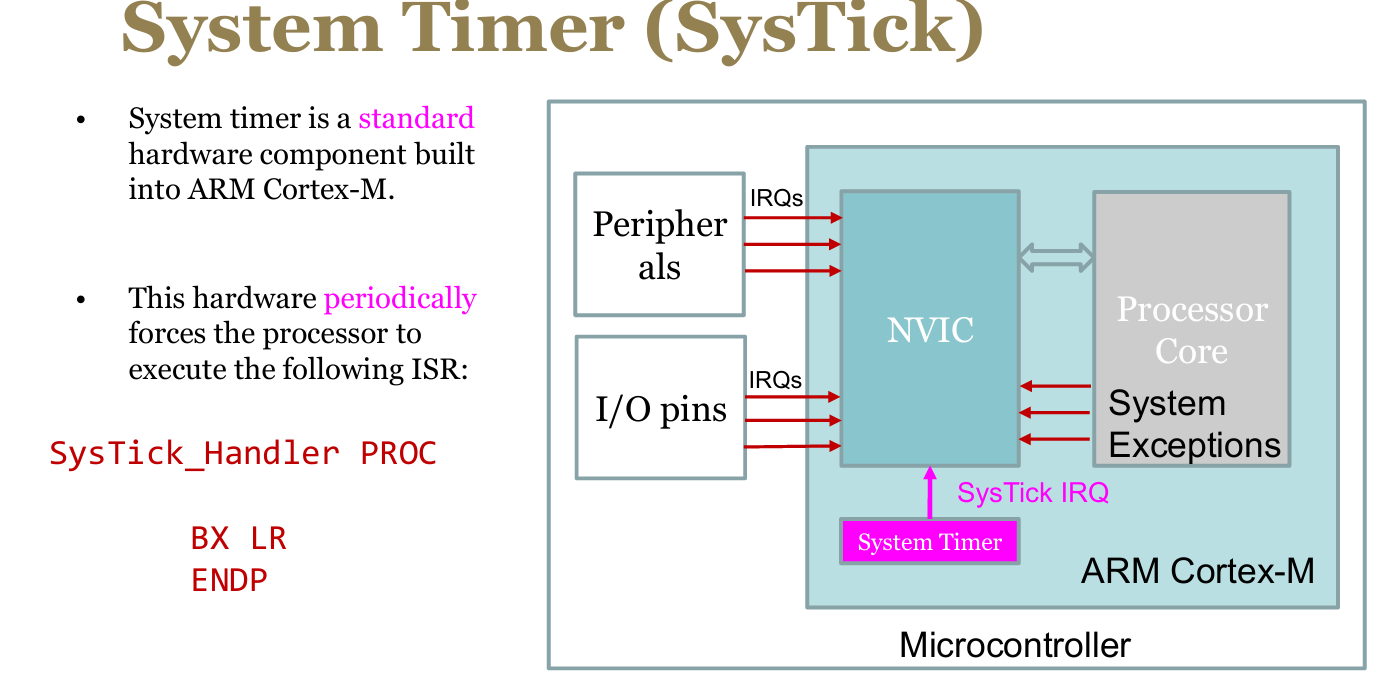 System Timer (SysTick)
• System timer is a standard
hardware component built
into ARM Cortex-M.
• This hardware periodically
forces the processor to
execute the following ISR:
SysTick_Handler PROC
BX LR
ENDP
Peripher
als
IRQs
I/O pins
IRQs
NVIC
Processor
Core
System
Exceptions
SysTick IRQ
System Timer
ARM Cortex-M
Microcontroller